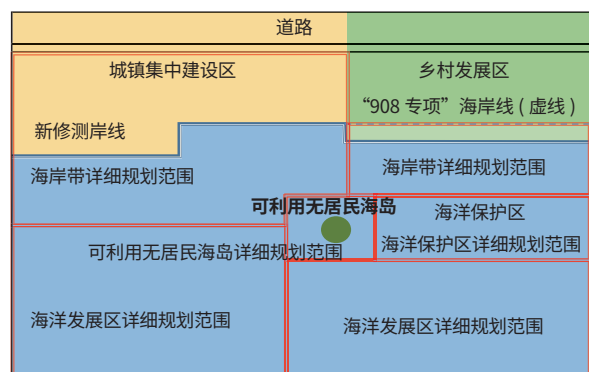 道路
城镇集中建设区
乡村发展区
“908 专项”海岸线 ( 虚线 )
新修测岸线
海岸带详细规划范围
海岸带详细规划范围
可利用无居民海岛
海洋保护区
可利用无居民海岛详细规划范围
海洋保护区详细规划范围
海洋发展区详细规划范围
海洋发展区详细规划范围